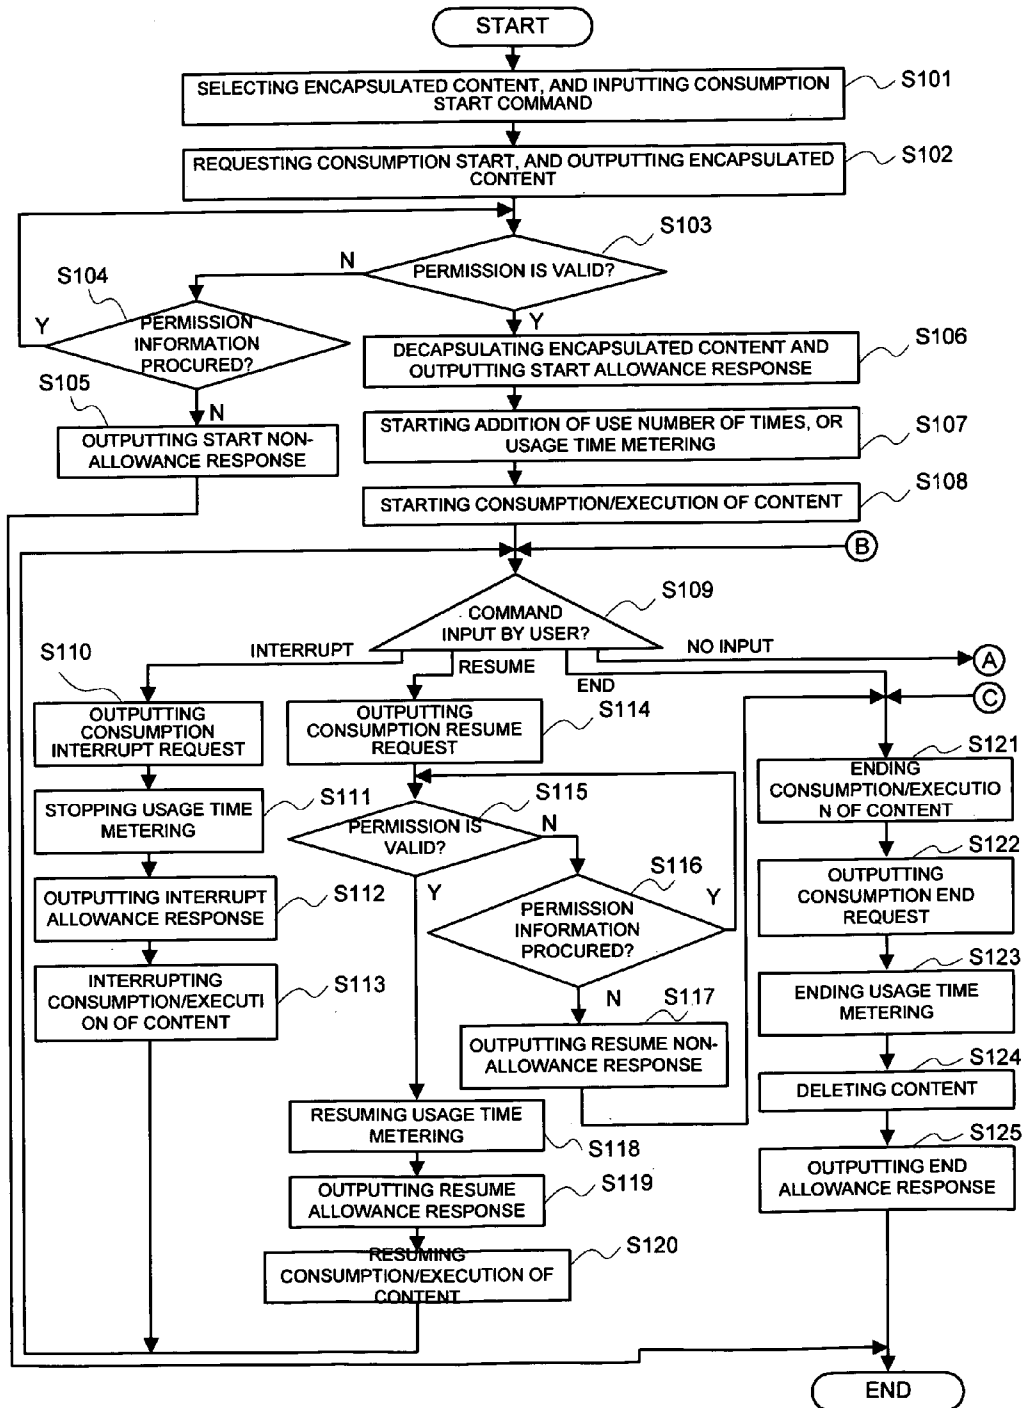 START
SELECTING ENCAPSULATED CONTENT, AND INPUTTING CONSUMPTION
START COMMAND
S101
REQUESTING CONSUMPTION START, AND OUTPUTTING ENCAPSULATED
CONTENT
S102
S103
PERMISSION IS VALID?
N
Y
S104
PERMISSION
INFORMATION
PROCURED?
Y
N
S105
OUTPUTTING START NON-
ALLOWANCE RESPONSE
S106
DECAPSULATING ENCAPSULATED CONTENT AND
OUTPUTTING START ALLOWANCE RESPONSE
S107
STARTING ADDITION OF USE NUMBER OF TIMES, OR
USAGE TIME METERING
S108
STARTING CONSUMPTION/EXECUTION OF CONTENT
B
S109
COMMAND
INPUT BY USER?
INTERRUPT
RESUME
END
NO INPUT
A
C
S110
OUTPUTTING
CONSUMPTION
INTERRUPT REQUEST
S111
STOPPING USAGE TIME
METERING
S112
OUTPUTTING INTERRUPT
ALLOWANCE RESPONSE
S113
INTERRUPTING
CONSUMPTION/EXECUTI
ON OF CONTENT
S114
OUTPUTTING
CONSUMPTION RESUME
REQUEST
S115
PERMISSION IS
VALID?
N
Y
S116
PERMISSION
INFORMATION
PROCURED?
Y
N
S117
OUTPUTTING RESUME NON-
ALLOWANCE RESPONSE
RESUMING USAGE TIME
METERING
S118
OUTPUTTING RESUME
ALLOWANCE RESPONSE
S119
RESUMING
CONSUMPTION/EXECUTION OF
CONTENT
S120
S121
ENDING
CONSUMPTION/EXECUTIO
N OF CONTENT
S122
OUTPUTTING
CONSUMPTION END
REQUEST
S123
ENDING USAGE TIME
METERING
S124
DELETING CONTENT
S125
OUTPUTTING END
ALLOWANCE RESPONSE
END